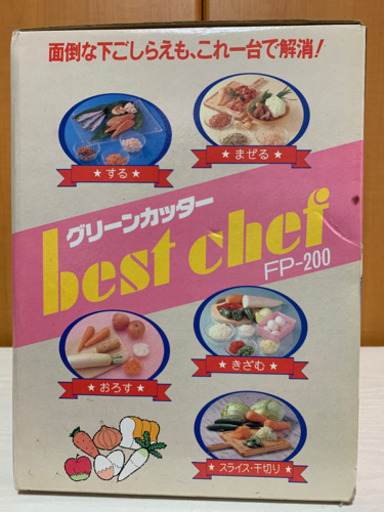 面倒な下ごしらえも、これ一台で解消!
★ する ★
★ まぜる ★
グリーンカッター
best chef
FP-200
★ おろす ★
★ きざむ ★
スライス・千切り